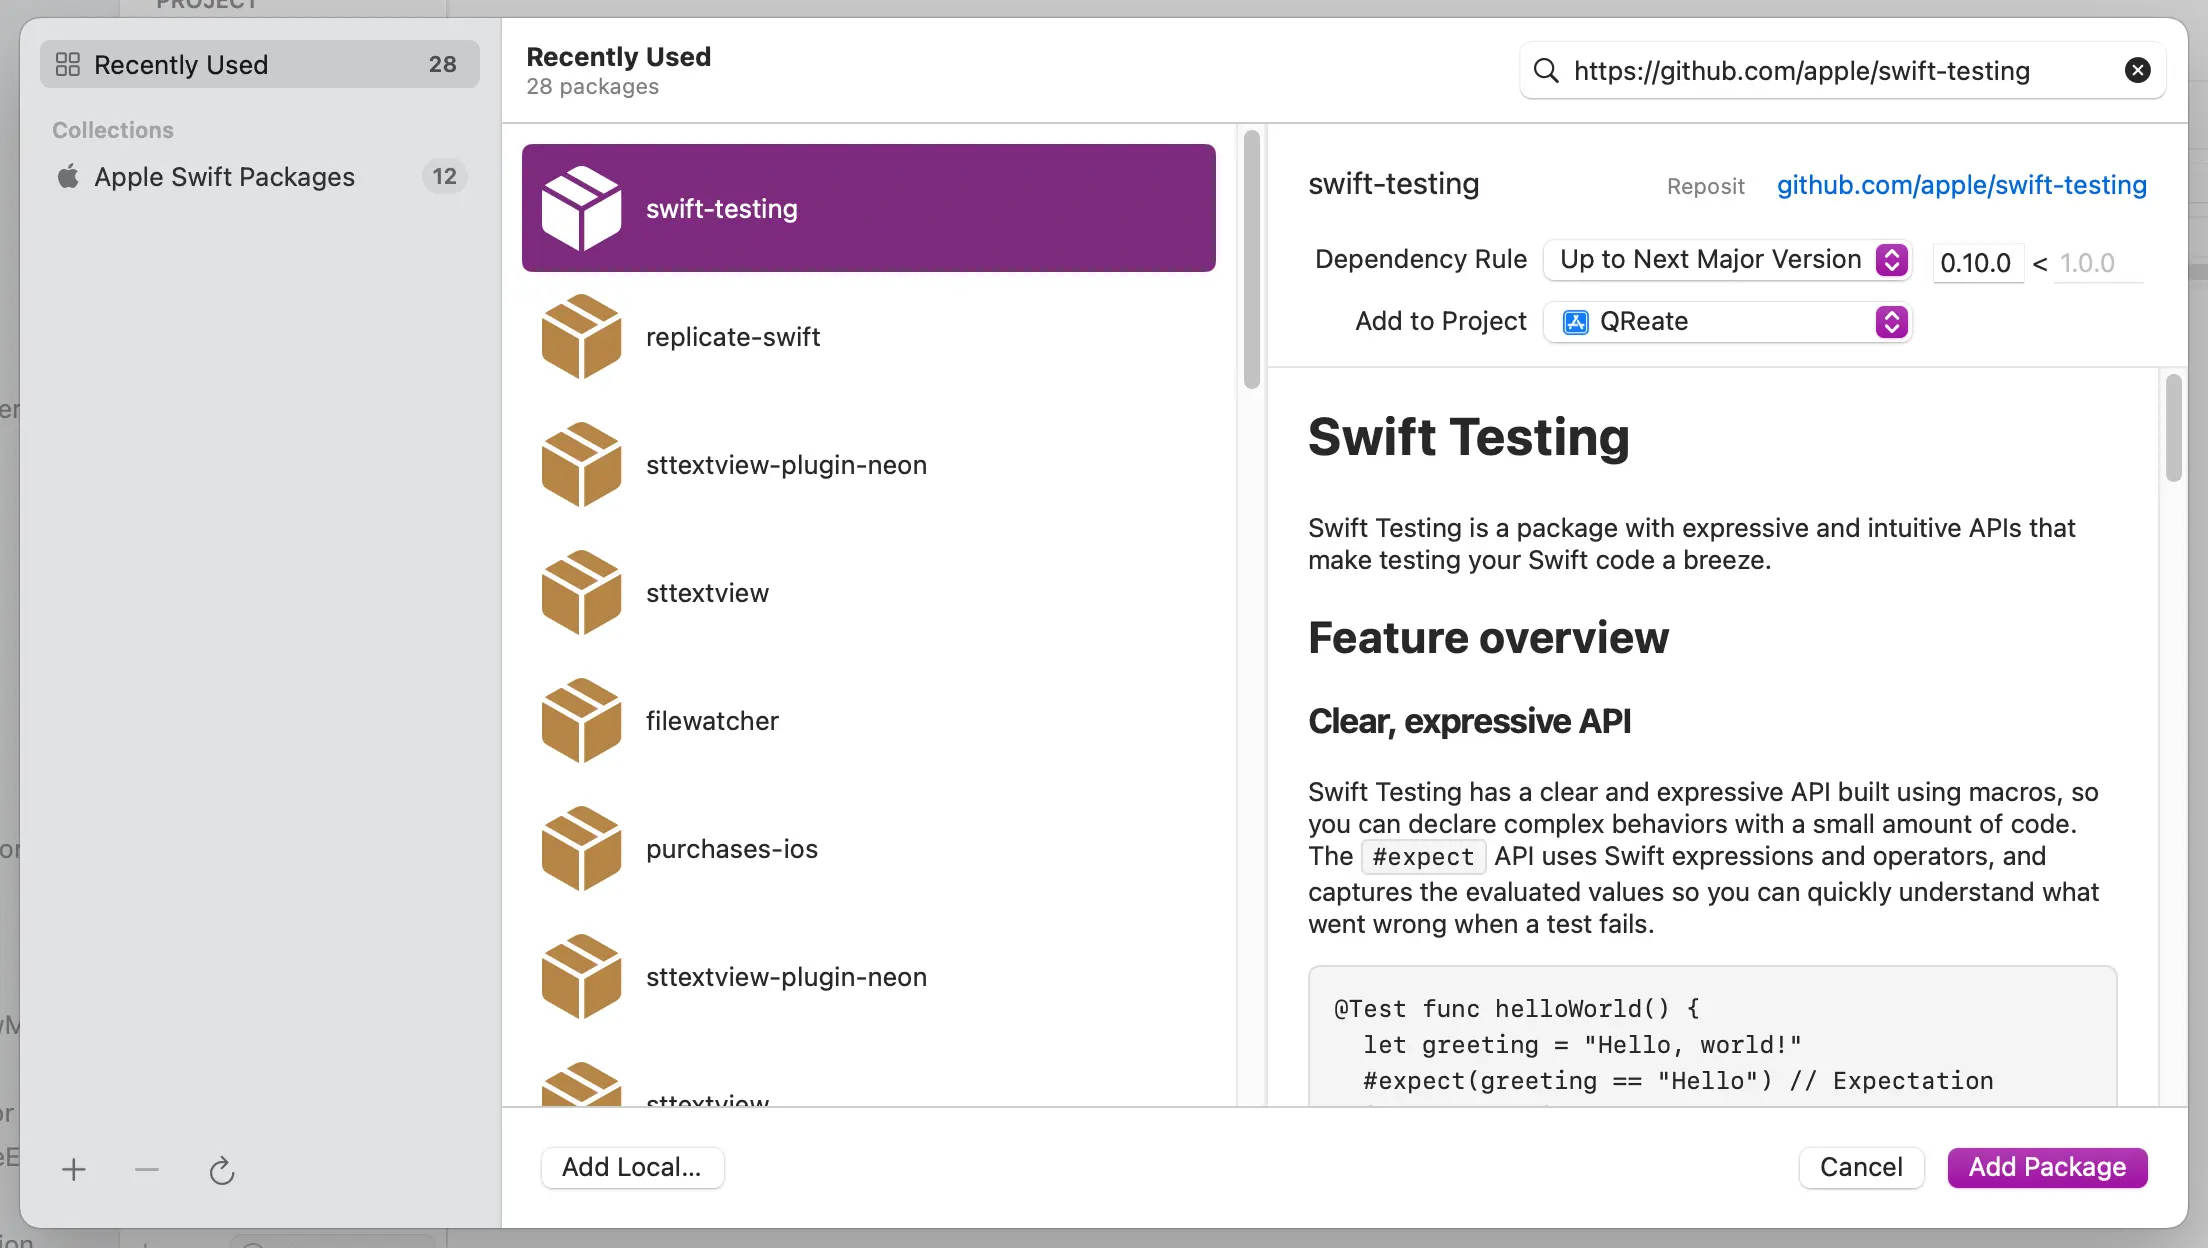 PROJECT
Recently Used 28
Collections
Apple Swift Packages 12
Recently Used
28 packages
https://github.com/apple/swift-testing
swift-testing
replicate-swift
sttextview-plugin-neon
sttextview
filewatcher
purchases-ios
sttextview-plugin-neon
sttextview
swift-testing Reposit github.com/apple/swift-testing
Dependency Rule Up to Next Major Version 0.10.0 < 1.0.0
Add to Project QReate
Swift Testing
Swift Testing is a package with expressive and intuitive APIs that
make testing your Swift code a breeze.
Feature overview
Clear, expressive API
Swift Testing has a clear and expressive API built using macros, so
you can declare complex behaviors with a small amount of code.
The #expect API uses Swift expressions and operators, and
captures the evaluated values so you can quickly understand what
went wrong when a test fails.
@Test func helloWorld() {
let greeting = "Hello, world!"
#expect(greeting == "Hello") // Expectation
Add Local...
Cancel
Add Package